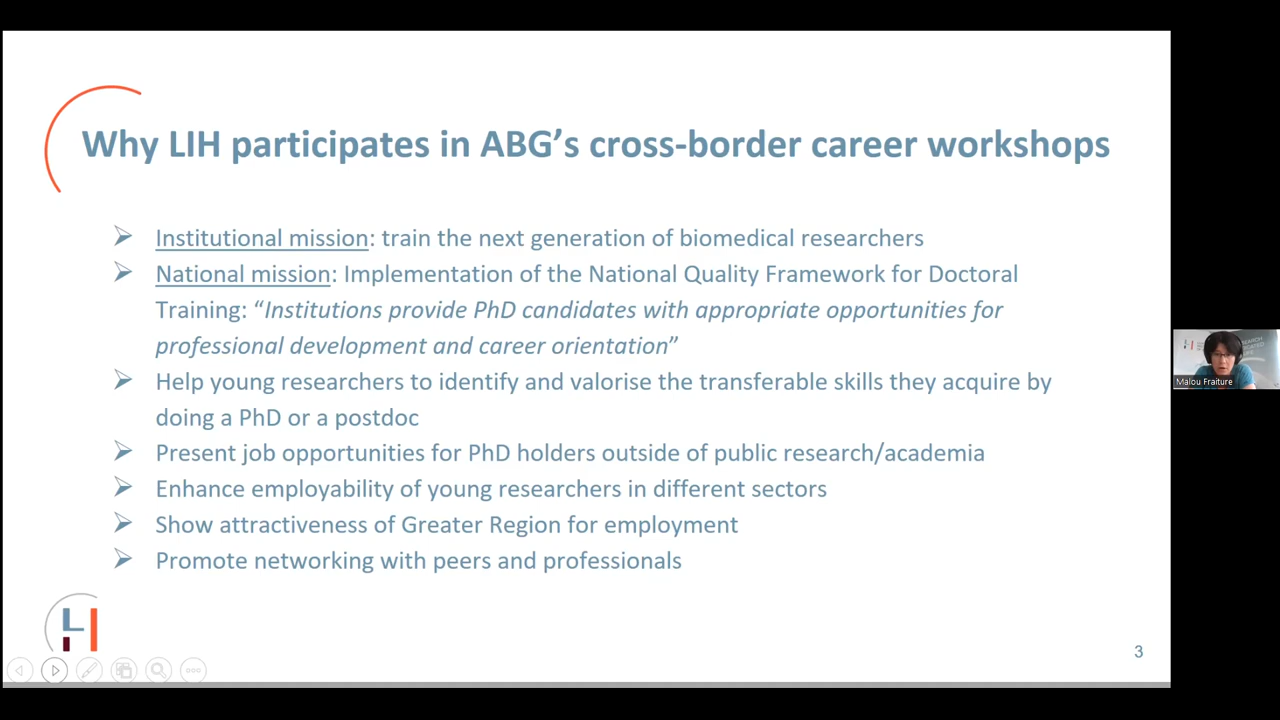 Why LIH participates in ABG’s cross-border career workshops
Institutional mission: train the next generation of biomedical researchers
National mission: Implementation of the National Quality Framework for Doctoral
Training: “Institutions provide PhD candidates with appropriate opportunities for
professional development and career orientation”
Help young researchers to identify and valorise the transferable skills they acquire by
doing a PhD or a postdoc
Present job opportunities for PhD holders outside of public research/academia
Enhance employability of young researchers in different sectors
Show attractiveness of Greater Region for employment
Promote networking with peers and professionals
LIH
3
Malou Fraiture